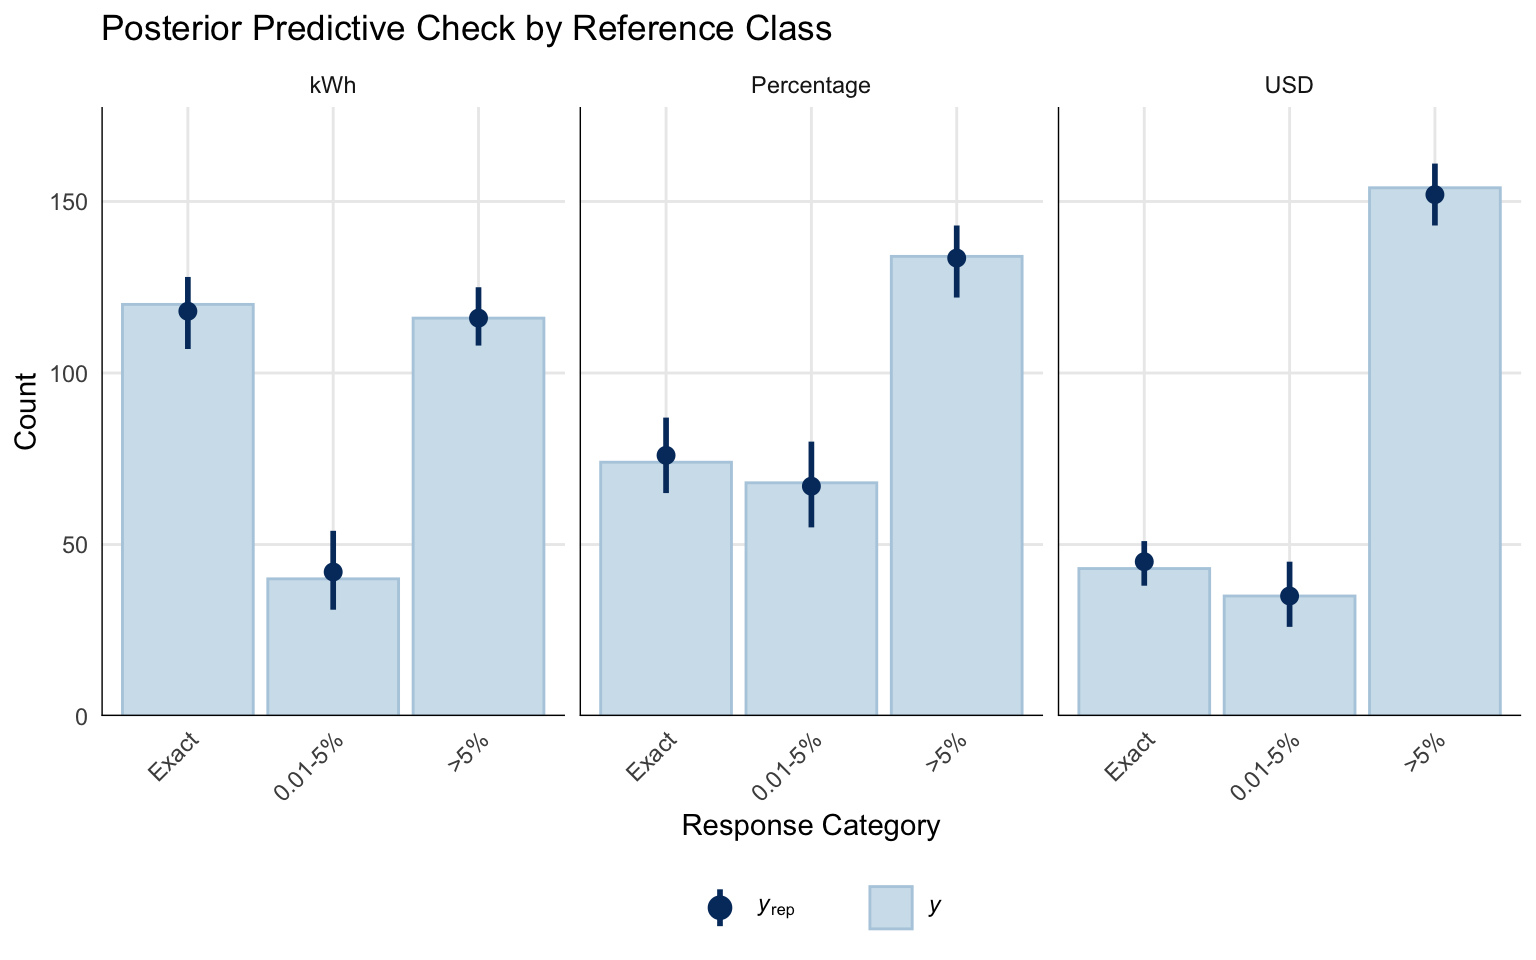 Posterior Predictive Check by Reference Class
kWh
Percentage
USD
Count
150
100
50
0
Exact
0.01-5%
>5%
Exact
0.01-5%
>5%
Exact
0.01-5%
>5%
Response Category
yrep
y